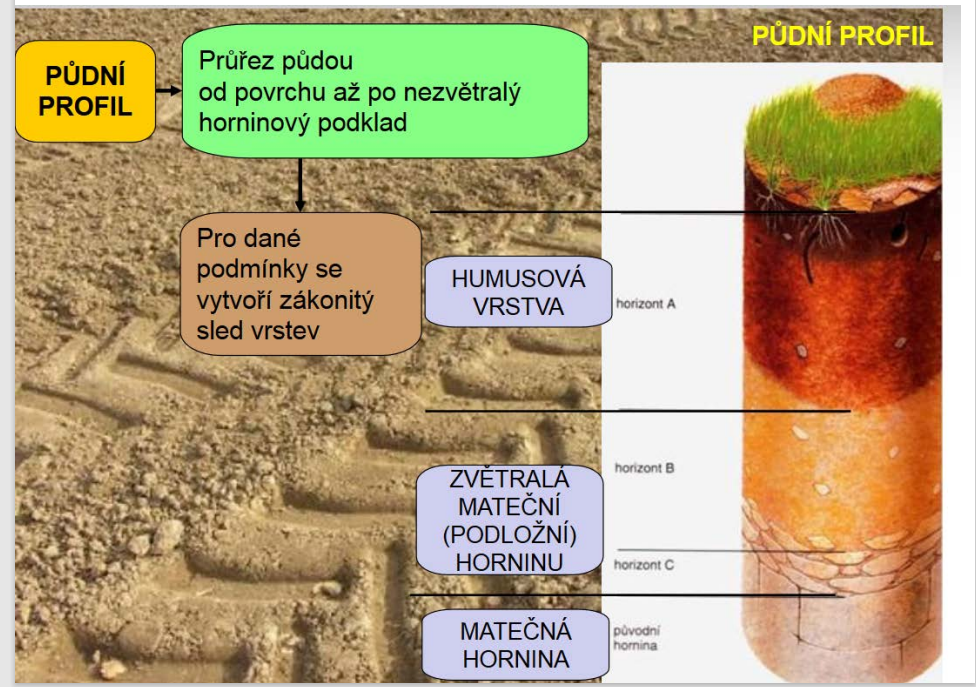 PŮDNÍ PROFIL
PŮDNÍ
PROFIL
Průřez půdou
od povrchu až po nezvětralý
horninový podklad
Pro dané
podmínky se
vytvoří zákonitý
sled vrstev
HUMUSOVÁ
VRSTVA
horizont A
ZVĚTRALÁ
MATEČNÍ
(PODLOŽNÍ)
HORNINU
horizont B
horizont C
MATEČNÁ
HORNINA
původní
hornina